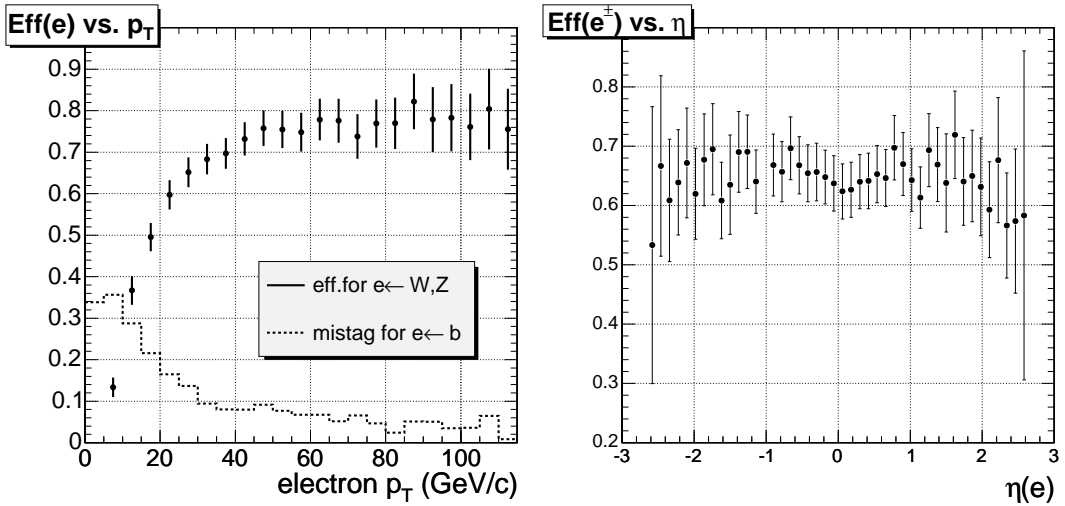 Eff(e) vs. p_T
0.9
0.8
0.7
0.6
0.5
0.4
0.3
0.2
0.1
0
eff.for e← W,Z
mistag for e← b
0 20 40 60 80 100
electron p_T (GeV/c)
Eff(e^±) vs. η
0.8
0.7
0.6
0.5
0.4
0.3
0.2
-3 -2 -1 0 1 2 3
η(e)